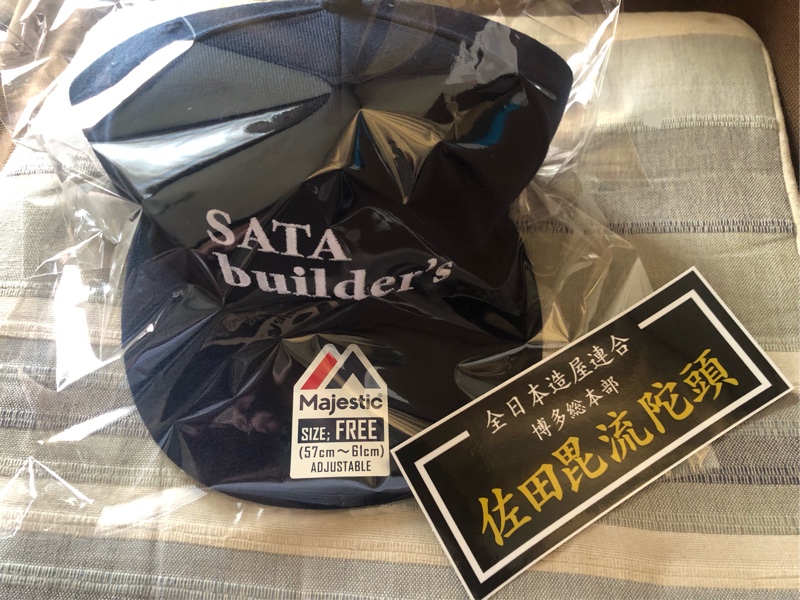 SATA
builder's
Majestic
SIZE; FREE
(57cm～61cm)
ADJUSTABLE
全日本造屋連合
博多総本部
佐田毘流陀頭